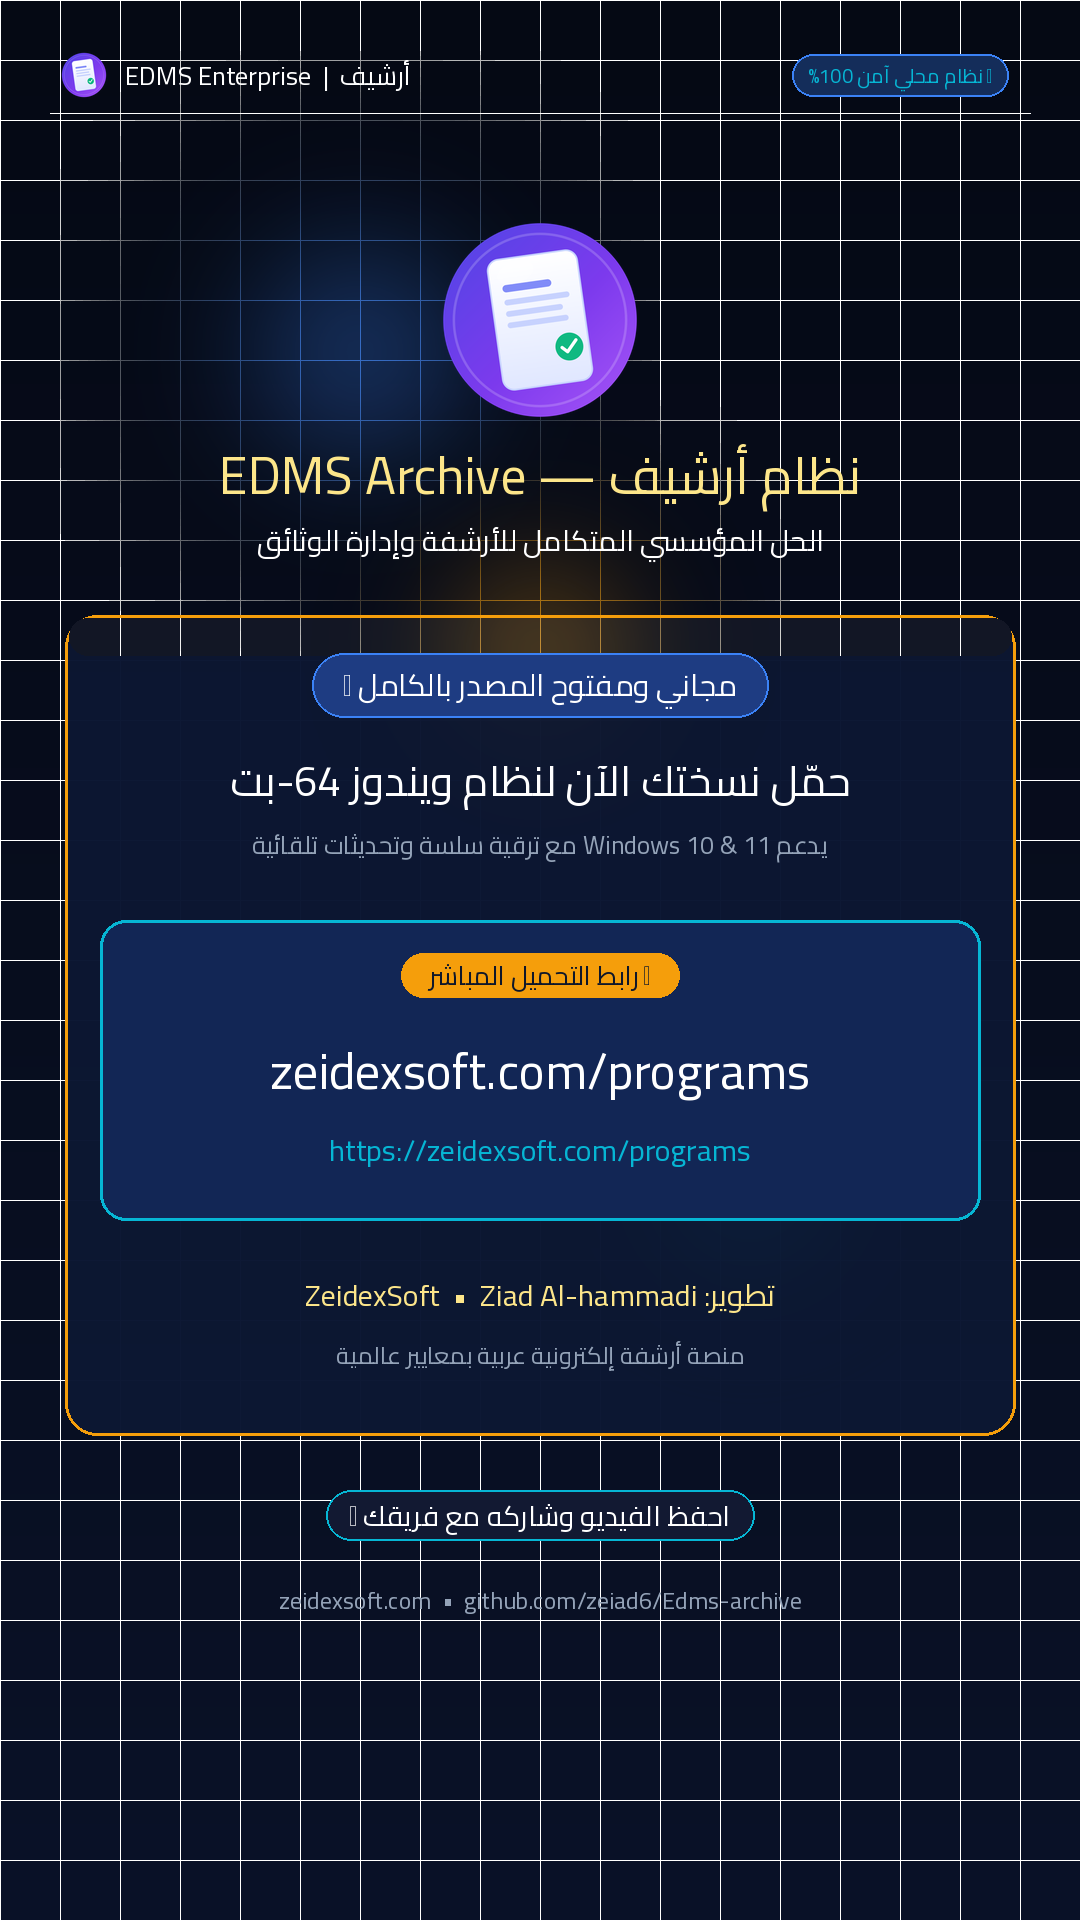 EDMS Enterprise | أرشيف
نظام محلي آمن 100%
نظام أرشيف — EDMS Archive
الحل المؤسسي المتكامل للأرشفة وإدارة الوثائق
مجاني ومفتوح المصدر بالكامل
حمّل نسختك الآن لنظام ويندوز 64-بت
يدعم Windows 10 & 11 مع ترقية سلسة وتحديثات تلقائية
رابط التحميل المباشر
zeidexsoft.com/programs
https://zeidexsoft.com/programs
تطوير: ZeidexSoft ▪ Ziad Al-hammadi
منصة أرشفة إلكترونية عربية بمعايير عالمية
احفظ الفيديو وشاركه مع فريقك
zeidexsoft.com ▪ github.com/zeiad6/Edms-archive